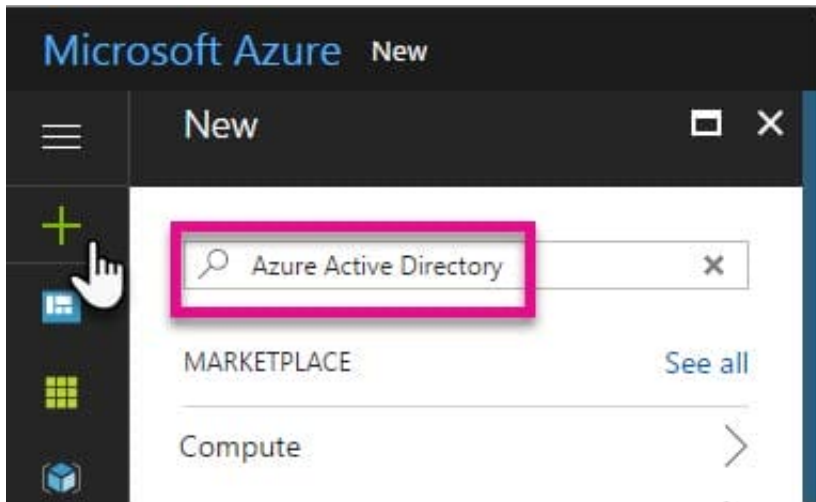 Microsoft Azure New
New
Azure Active Directory
MARKETPLACE See all
Compute